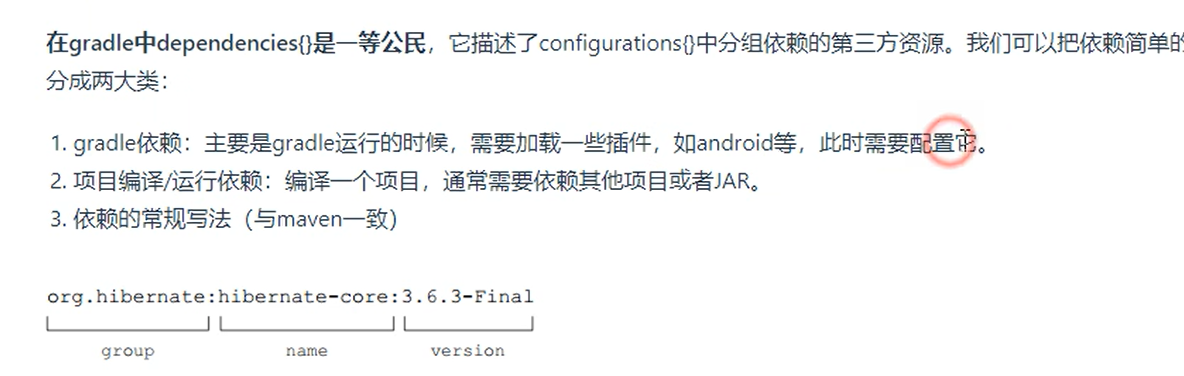 在gradle中dependencies{}是一等公民，它描述了configurations{}中分组依赖的第三方资源。我们可以把依赖简单的
分成两大类：
1. gradle依赖：主要是gradle运行的时候，需要加载一些插件，如android等，此时需要配置它。
2. 项目编译/运行依赖：编译一个项目，通常需要依赖其他项目或者JAR。
3. 依赖的常规写法（与maven一致）
org.hibernate:hibernate-core:3.6.3-Final
group name version